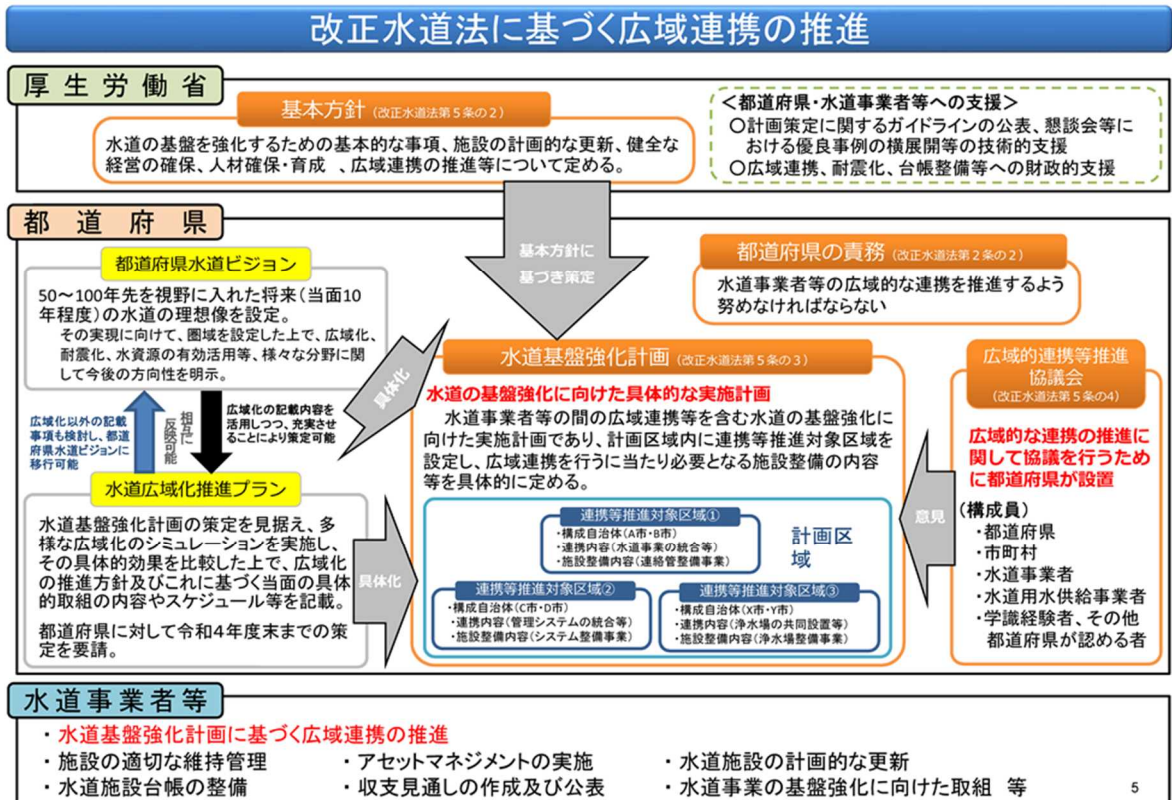 改正水道法に基づく広域連携の推進
厚生労働省
基本方針（改正水道法第５条の２）
水道の基盤を強化するための基本的な事項、施設の計画的な更新、健全な
経営の確保、人材確保・育成　、広域連携の推進等について定める。
＜都道府県・水道事業者等への支援＞
○計画策定に関するガイドラインの公表、懇談会等に
おける優良事例の横展開等の技術的支援
○広域連携、耐震化、台帳整備等への財政的支援
都道府県
基本方針に
基づき策定
都道府県の責務（改正水道法第２条の２）
水道事業者等の広域的な連携を推進するよう
努めなければならない
都道府県水道ビジョン
50～100年先を視野に入れた将来（当面10
年程度）の水道の理想像を設定。
その実現に向けて、圏域を設定した上で、広域化、
耐震化、水資源の有効活用等、様々な分野に関
して今後の方向性を明示。
具体化
広域化以外の記載
事項も検討し、都道
府県水道ビジョンに
移行可能
相互に
反映可能
広域化の記載内容を
活用しつつ、充実させ
ることにより策定可能
水道広域化推進プラン
水道基盤強化計画の策定を見据え、多
様な広域化のシミュレーションを実施し、
その具体的効果を比較した上で、広域化
の推進方針及びこれに基づく当面の具体
的取組の内容やスケジュール等を記載。
都道府県に対して令和４年度末までの策
定を要請。
具体化
水道基盤強化計画（改正水道法第５条の３）
水道の基盤強化に向けた具体的な実施計画
水道事業者等の間の広域連携等を含む水道の基盤強化に
向けた実施計画であり、計画区域内に連携等推進対象区域を
設定し、広域連携を行うに当たり必要となる施設整備の内容
等を具体的に定める。
計画区
域
連携等推進対象区域①
・構成自治体（A市・B市）
・連携内容（水道事業の統合等）
・施設整備内容（連絡管整備事業）
連携等推進対象区域②
・構成自治体（C市・D市）
・連携内容（管理システムの統合等）
・施設整備内容（システム整備事業）
連携等推進対象区域③
・構成自治体（X市・Y市）
・連携内容（浄水場の共同設置等）
・施設整備内容（浄水場整備事業）
意見
広域的連携等推進
協議会
（改正水道法第５条の4）
広域的な連携の推進に
関して協議を行うため
に都道府県が設置
（構成員）
・都道府県
・市町村
・水道事業者
・水道用水供給事業者
・学識経験者、その他
都道府県が認める者
水道事業者等
・水道基盤強化計画に基づく広域連携の推進
・施設の適切な維持管理　・アセットマネジメントの実施　・水道施設の計画的な更新
・水道施設台帳の整備　・収支見通しの作成及び公表　・水道事業の基盤強化に向けた取組　等
5